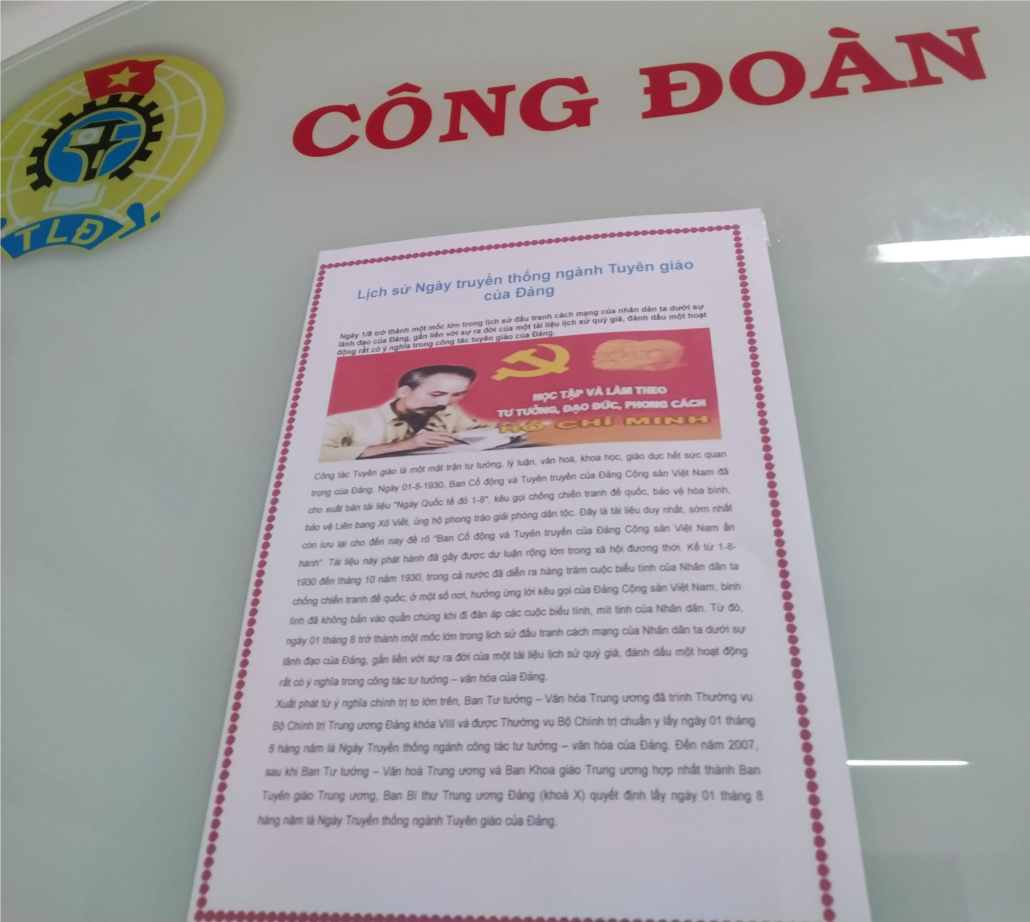 CÔNG ĐOÀN
TLĐ
Lịch sử Ngày truyền thống ngành Tuyên giáo
của Đảng
Ngày 1/8 trở thành một mốc lớn trong lịch sử đấu tranh cách mạng của nhân dân ta dưới sự
lãnh đạo của Đảng, gắn liền với sự ra đời của một tài liệu lịch sử quý giá, đánh dấu một hoạt
động rất có ý nghĩa trong công tác tuyên giáo của Đảng.
HỌC TẬP VÀ LÀM THEO
TƯ TƯỞNG, ĐẠO ĐỨC, PHONG CÁCH
HỒ CHÍ MINH
Công tác Tuyên giáo là một mặt trận tư tưởng, lý luận, văn hoá, khoa học, giáo dục hết sức quan
trọng của Đảng. Ngày 01-8-1930, Ban Cổ động và Tuyên truyền của Đảng Cộng sản Việt Nam đã
cho xuất bản tài liệu "Ngày Quốc tế đỏ 1-8", kêu gọi chống chiến tranh đế quốc, bảo vệ hòa bình,
bảo vệ Liên bang Xô Viết, ủng hộ phong trào giải phóng dân tộc. Đây là tài liệu duy nhất, sớm nhất
còn lưu lại cho đến nay đề rõ "Ban Cổ động và Tuyên truyền của Đảng Cộng sản Việt Nam ấn
hành". Tài liệu này phát hành đã gây được dư luận rộng lớn trong xã hội đương thời. Kể từ 1-8-
1930 đến tháng 10 năm 1930, trong cả nước đã diễn ra hàng trăm cuộc biểu tình của Nhân dân ta
chống chiến tranh đế quốc; ở một số nơi, hưởng ứng lời kêu gọi của Đảng Cộng sản Việt Nam, binh
lính đã không bắn vào quần chúng khi đi đàn áp các cuộc biểu tình, mít tinh của Nhân dân. Từ đó,
ngày 01 tháng 8 trở thành một mốc lớn trong lịch sử đấu tranh cách mạng của Nhân dân ta dưới sự
lãnh đạo của Đảng, gắn liền với sự ra đời của một tài liệu lịch sử quý giá, đánh dấu một hoạt động
rất có ý nghĩa trong công tác tư tưởng – văn hóa của Đảng.
Xuất phát từ ý nghĩa chính trị to lớn trên, Ban Tư tưởng – Văn hóa Trung ương đã trình Thường vụ
Bộ Chính trị Trung ương Đảng khóa VIII và được Thường vụ Bộ Chính trị chuẩn y lấy ngày 01 tháng
8 hàng năm là Ngày Truyền thống ngành công tác tư tưởng – văn hóa của Đảng. Đến năm 2007,
sau khi Ban Tư tưởng – Văn hoá Trung ương và Ban Khoa giáo Trung ương hợp nhất thành Ban
Tuyên giáo Trung ương, Ban Bí thư Trung ương Đảng (khoá X) quyết định lấy ngày 01 tháng 8
hàng năm là Ngày Truyền thống ngành Tuyên giáo của Đảng.